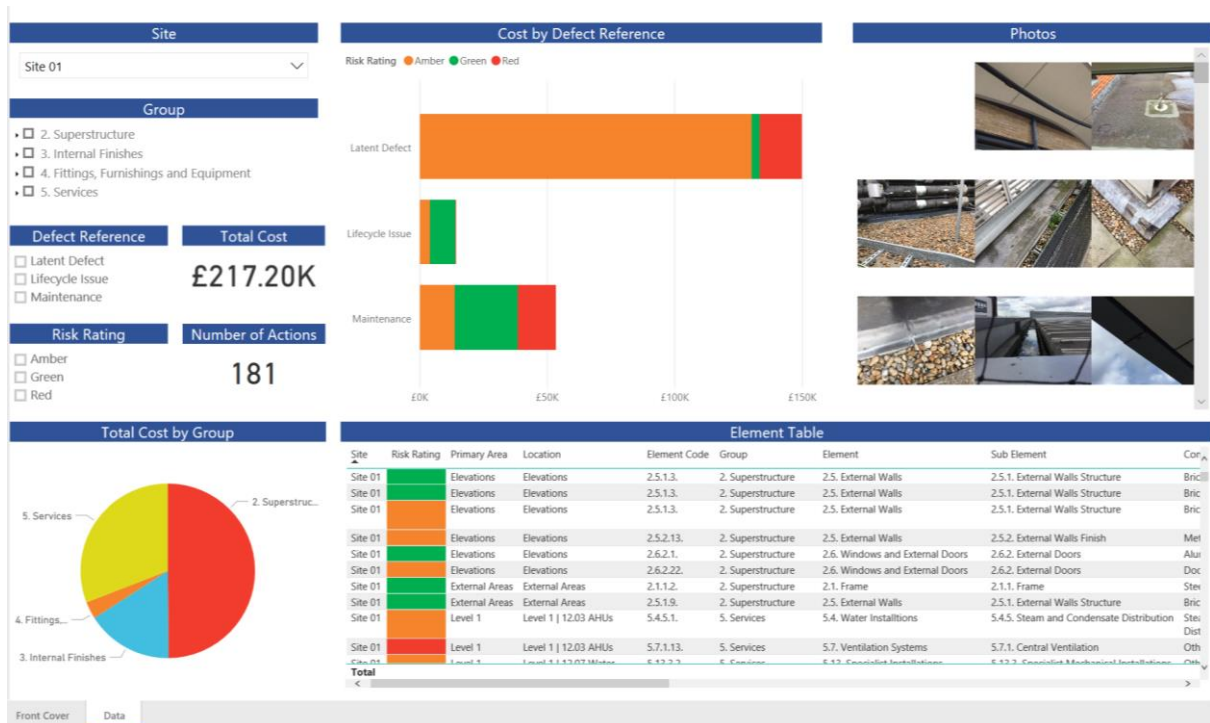 Site
Site 01
Group
2. Superstructure
3. Internal Finishes
4. Fittings, Furnishings and Equipment
5. Services
Defect Reference
Latent Defect
Lifecycle Issue
Maintenance
Total Cost
£217.20K
Risk Rating
Amber
Green
Red
Number of Actions
181
Cost by Defect Reference
Risk Rating Amber Green Red
Latent Defect
Lifecycle Issue
Maintenance
£0K £50K £100K £150K
Photos
Total Cost by Group
2. Superstruc...
5. Services
4. Fittings,...
3. Internal Finishes
Element Table
Site Risk Rating Primary Area Location Element Code Group Element Sub Element
Site 01 Elevations Elevations 2.5.1.3. 2. Superstructure 2.5. External Walls 2.5.1. External Walls Structure Bric
Site 01 Elevations Elevations 2.5.1.3. 2. Superstructure 2.5. External Walls 2.5.1. External Walls Structure Bric
Site 01 Elevations Elevations 2.5.1.3. 2. Superstructure 2.5. External Walls 2.5.1. External Walls Structure Bric
Site 01 Elevations Elevations 2.5.2.13. 2. Superstructure 2.5. External Walls 2.5.2. External Walls Finish Met
Site 01 Elevations Elevations 2.6.2.1. 2. Superstructure 2.6. Windows and External Doors 2.6.2. External Doors Alu
Site 01 Elevations Elevations 2.6.2.22. 2. Superstructure 2.6. Windows and External Doors 2.6.2. External Doors Doc
Site 01 External Areas External Areas 2.1.1.2. 2. Superstructure 2.1. Frame 2.1.1. Frame Stee
Site 01 External Areas External Areas 2.5.1.9. 2. Superstructure 2.5. External Walls 2.5.1. External Walls Structure Bric
Site 01 Level 1 Level 1 | 12.03 AHUs 5.4.5.1. 5. Services 5.4. Water Installtions 5.4.5. Steam and Condensate Distribution Stea
Dist
Site 01 Level 1 Level 1 | 12.03 AHUs 5.7.1.13. 5. Services 5.7. Ventilation Systems 5.7.1. Central Ventilation Oth
Total
Front Cover Data